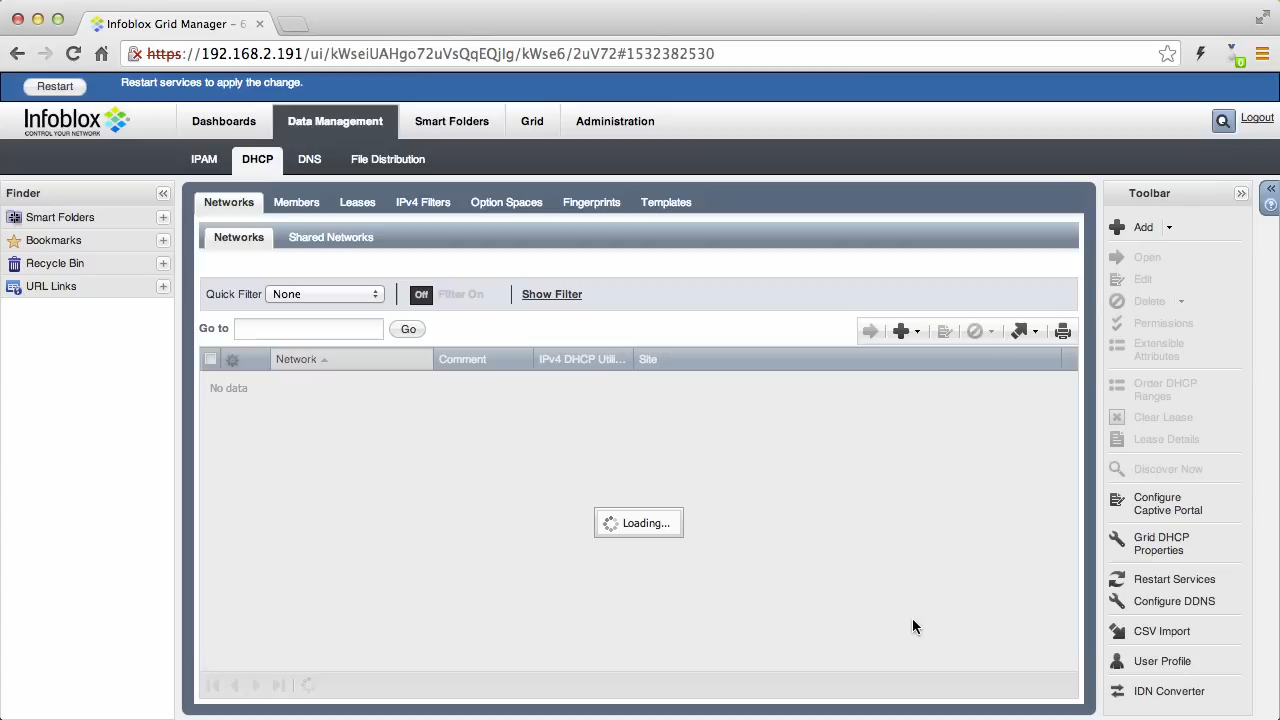 Infoblox Grid Manager – 6
https://192.168.2.191/ui/kWseiUAHgo72uVsQqEQjIg/kWse6/2uV72#1532382530
0
Restart
Restart services to apply the change.
Infoblox
CONTROL YOUR NETWORK
Dashboards
Data Management
Smart Folders
Grid
Administration
Logout
IPAM
DHCP
DNS
File Distribution
Finder
Smart Folders
Bookmarks
Recycle Bin
URL Links
Networks
Members
Leases
IPv4 Filters
Option Spaces
Fingerprints
Templates
Networks
Shared Networks
Quick Filter
None
Off
Filter On
Show Filter
Go to
Go
Network
Comment
IPv4 DHCP Utili...
Site
No data
Loading...
Toolbar
Add
Open
Edit
Delete
Permissions
Extensible
Attributes
Order DHCP
Ranges
Clear Lease
Lease Details
Discover Now
Configure
Captive Portal
Grid DHCP
Properties
Restart Services
Configure DDNS
CSV Import
User Profile
IDN Converter